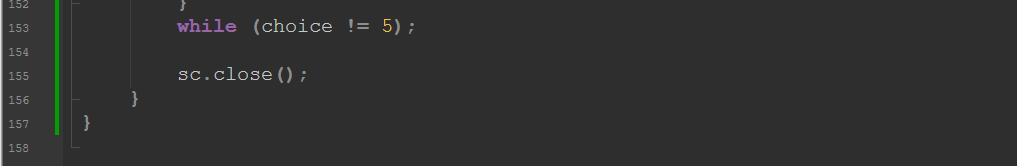 152 }
153 while (choice != 5);
154
155 sc.close();
156 }
157 }
158